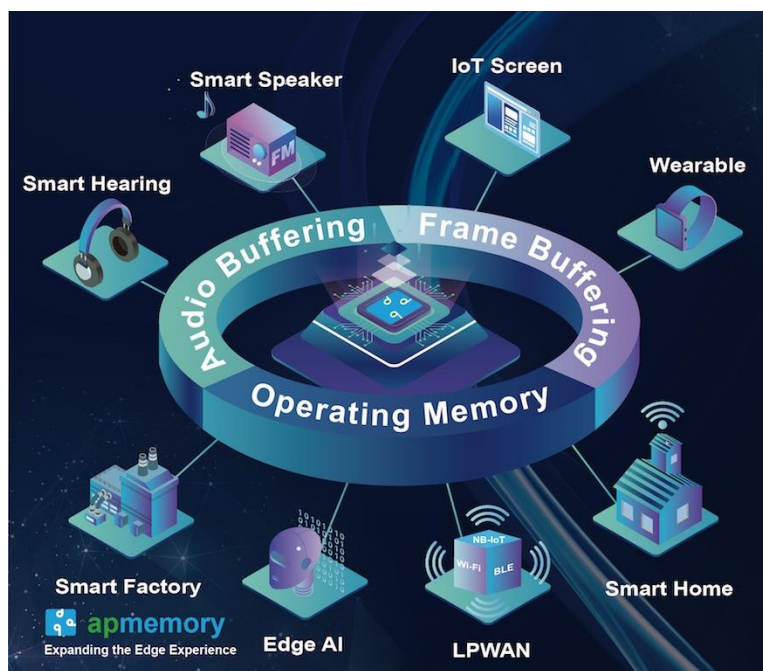 Smart Speaker
IoT Screen
FM
Smart Hearing
Wearable
Audio Buffering
Frame Buffering
Operating Memory
NB-IoT
Wi-Fi
BLE
Smart Factory
Edge AI
LPWAN
Smart Home
apmemory
Expanding the Edge Experience